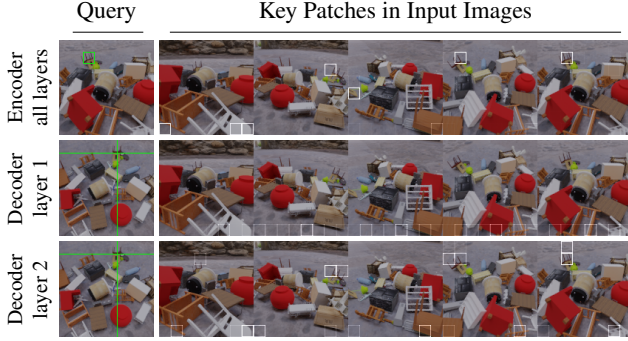 Query
Key Patches in Input Images
Encoder
all layers
Decoder
layer 1
Decoder
layer 2